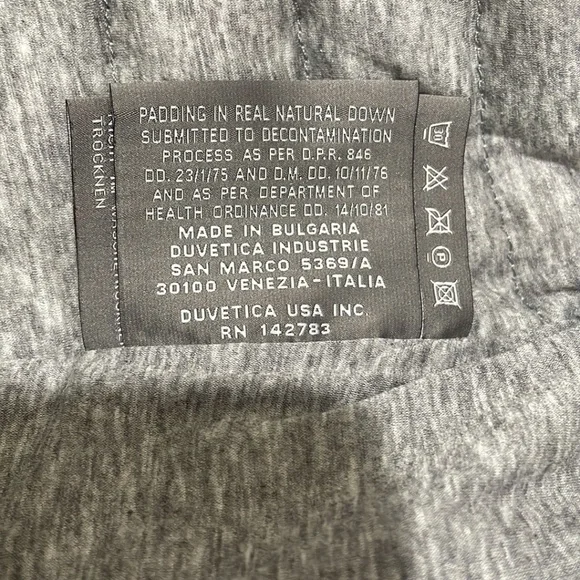 PADDING IN REAL NATURAL DOWN
SUBMITTED TO DECONTAMINATION
PROCESS AS PER D.P.R. 846
DD. 23/1/75 AND D.M. DD. 10/11/76
AND AS PER DEPARTMENT OF
HEALTH ORDINANCE DD. 14/10/81
MADE IN BULGARIA
DUVETICA INDUSTRIE
SAN MARCO 5369/A
30100 VENEZIA-ITALIA
DUVETICA USA INC.
RN 142783
TROCKNEN
30
P